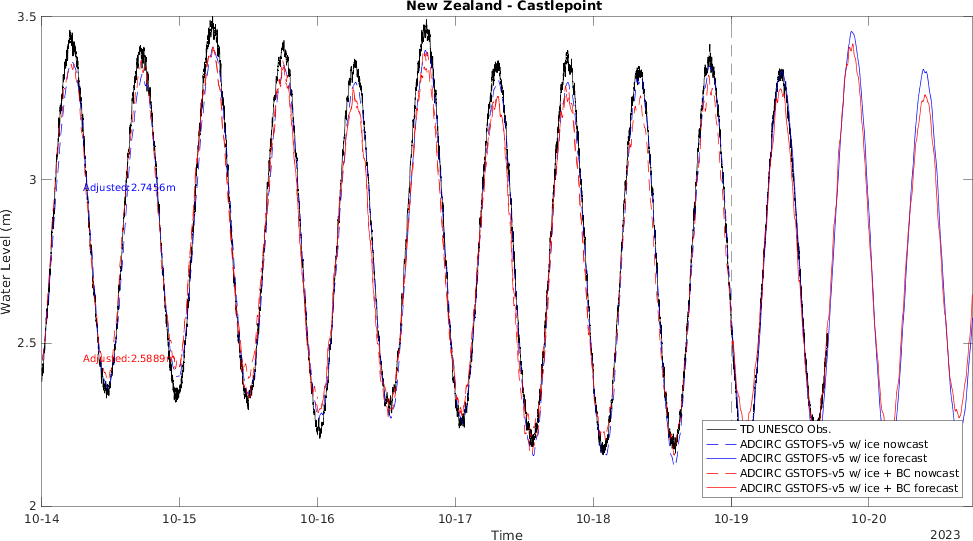 New Zealand - Castlepoint
3.5
3
2.5
2
Water Level (m)
Adjusted:2.7456m
Adjusted:2.5889m
TD UNESCO Obs.
ADCIRC GSTOFS-v5 w/ ice nowcast
ADCIRC GSTOFS-v5 w/ ice forecast
ADCIRC GSTOFS-v5 w/ ice + BC nowcast
ADCIRC GSTOFS-v5 w/ ice + BC forecast
10-14 10-15 10-16 10-17 10-18 10-19 10-20
Time
2023